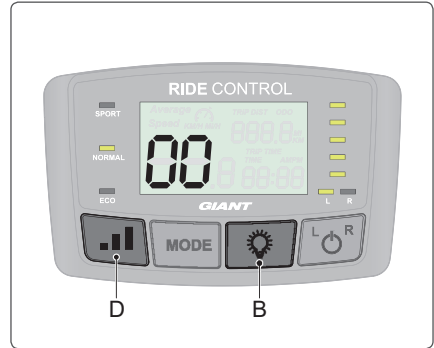 RIDE CONTROL
SPORT
NORMAL
ECO
00
L R
GIANT
MODE
L R
D B